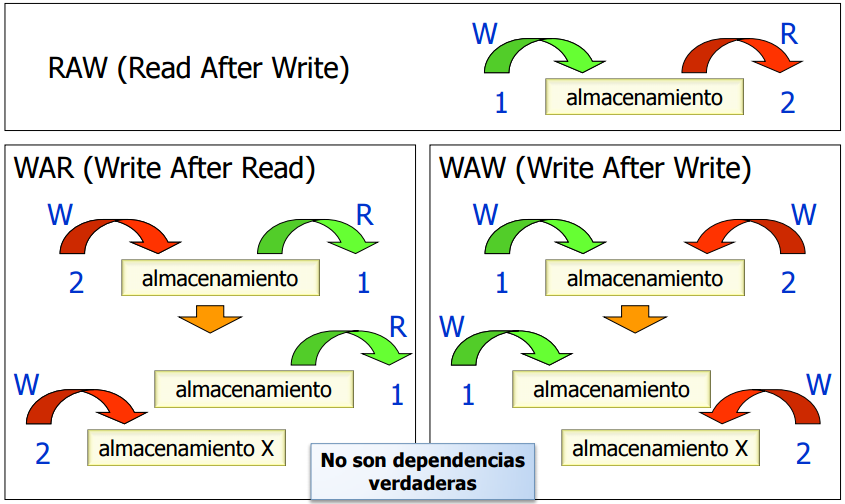 RAW (Read After Write)
W R
1 almacenamiento 2
WAR (Write After Read)
W R
2 almacenamiento 1
R
almacenamiento 1
W
2 almacenamiento X
WAW (Write After Write)
W W
1 almacenamiento 2
W
1 almacenamiento
W
almacenamiento X 2
No son dependencias
verdaderas